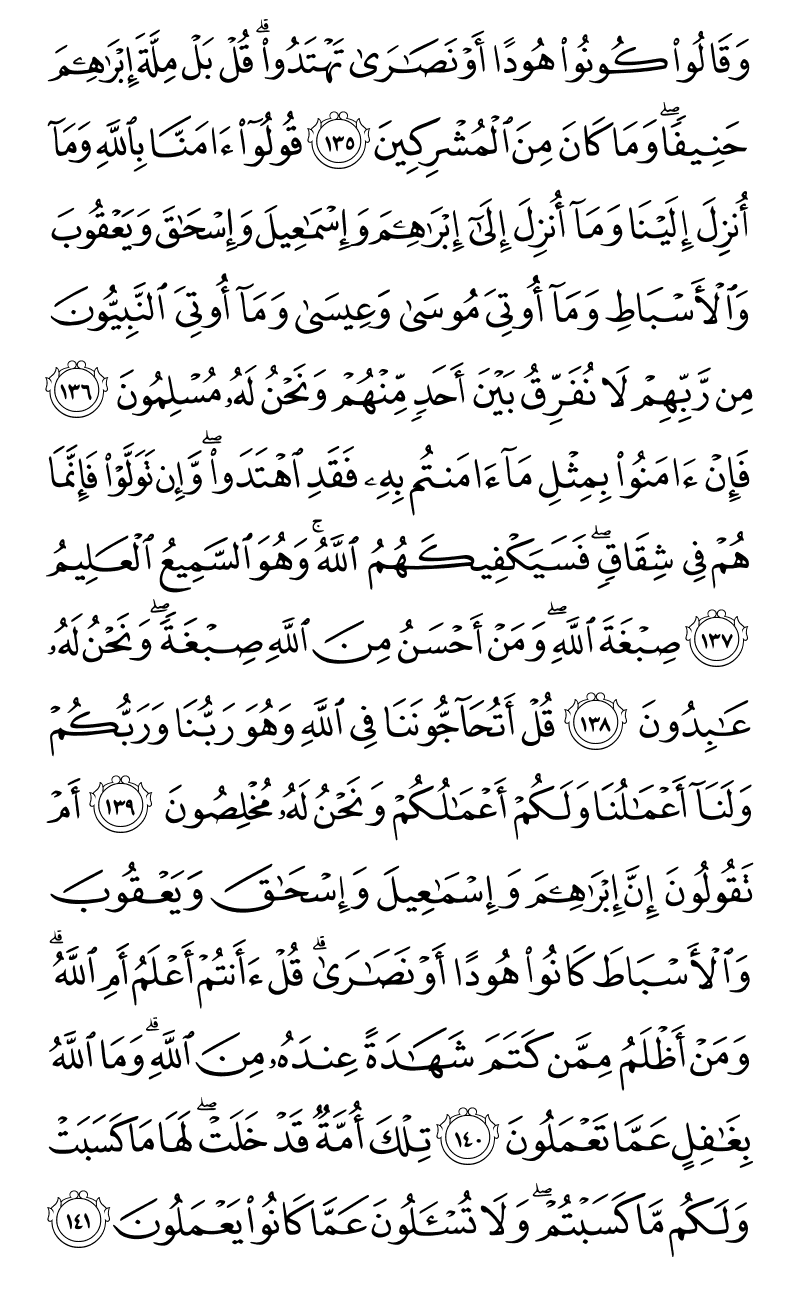 وَقَالُوا۟ كُونُوا۟ هُودًا أَوْ نَصَـٰرَىٰ تَهْتَدُوا۟ ۗ قُلْ بَلْ مِلَّةَ إِبْرَٰهِـۧمَ
حَنِيفًا ۖ وَمَا كَانَ مِنَ ٱلْمُشْرِكِينَ ١٣٥ قُولُوٓا۟ ءَامَنَّا بِٱللَّهِ وَمَآ
أُنزِلَ إِلَيْنَا وَمَآ أُنزِلَ إِلَىٰٓ إِبْرَٰهِـۧمَ وَإِسْمَـٰعِيلَ وَإِسْحَـٰقَ وَيَعْقُوبَ
وَٱلْأَسْبَاطِ وَمَآ أُوتِىَ مُوسَىٰ وَعِيسَىٰ وَمَآ أُوتِىَ ٱلنَّبِيُّونَ
مِن رَّبِّهِمْ لَا نُفَرِّقُ بَيْنَ أَحَدٍ مِّنْهُمْ وَنَحْنُ لَهُۥ مُسْلِمُونَ ١٣٦
فَإِنْ ءَامَنُوا۟ بِمِثْلِ مَآ ءَامَنتُم بِهِۦ فَقَدِ ٱهْتَدَوا۟ ۖ وَّإِن تَوَلَّوْا۟ فَإِنَّمَا
هُمْ فِى شِقَاقٍ ۖ فَسَيَكْفِيكَهُمُ ٱللَّهُ ۚ وَهُوَ ٱلسَّمِيعُ ٱلْعَلِيمُ
١٣٧ صِبْغَةَ ٱللَّهِ ۖ وَمَنْ أَحْسَنُ مِنَ ٱللَّهِ صِبْغَةً ۖ وَنَحْنُ لَهُۥ
عَـٰبِدُونَ ١٣٨ قُلْ أَتُحَآجُّونَنَا فِى ٱللَّهِ وَهُوَ رَبُّنَا وَرَبُّكُمْ
وَلَنَآ أَعْمَـٰلُنَا وَلَكُمْ أَعْمَـٰلُكُمْ وَنَحْنُ لَهُۥ مُخْلِصُونَ ١٣٩ أَمْ
تَقُولُونَ إِنَّ إِبْرَٰهِـۧمَ وَإِسْمَـٰعِيلَ وَإِسْحَـٰقَ وَيَعْقُوبَ
وَٱلْأَسْبَاطَ كَانُوا۟ هُودًا أَوْ نَصَـٰرَىٰ ۗ قُلْ ءَأَنتُمْ أَعْلَمُ أَمِ ٱللَّهُ ۗ
وَمَنْ أَظْلَمُ مِمَّن كَتَمَ شَهَـٰدَةً عِندَهُۥ مِنَ ٱللَّهِ ۗ وَمَا ٱللَّهُ
بِغَـٰفِلٍ عَمَّا تَعْمَلُونَ ١٤٠ تِلْكَ أُمَّةٌ قَدْ خَلَتْ ۖ لَهَا مَا كَسَبَتْ
وَلَكُم مَّا كَسَبْتُمْ ۖ وَلَا تُسْـَٔلُونَ عَمَّا كَانُوا۟ يَعْمَلُونَ ١٤١